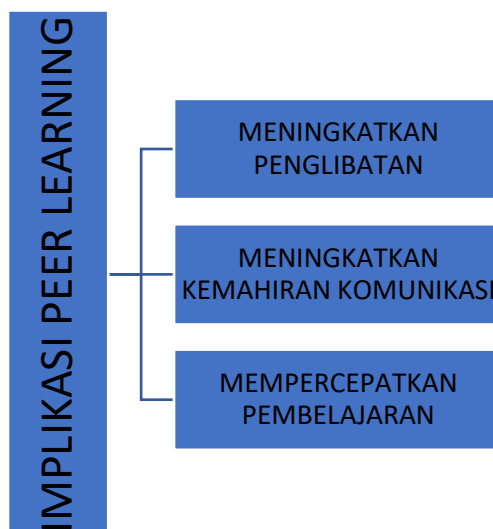 IMPLIKASI PEER LEARNING
MENINGKATKAN
PENGLIBATAN
MENINGKATKAN
KEMAHIRAN KOMUNIKASI
MEMPERCEPATKAN
PEMBELAJARAN